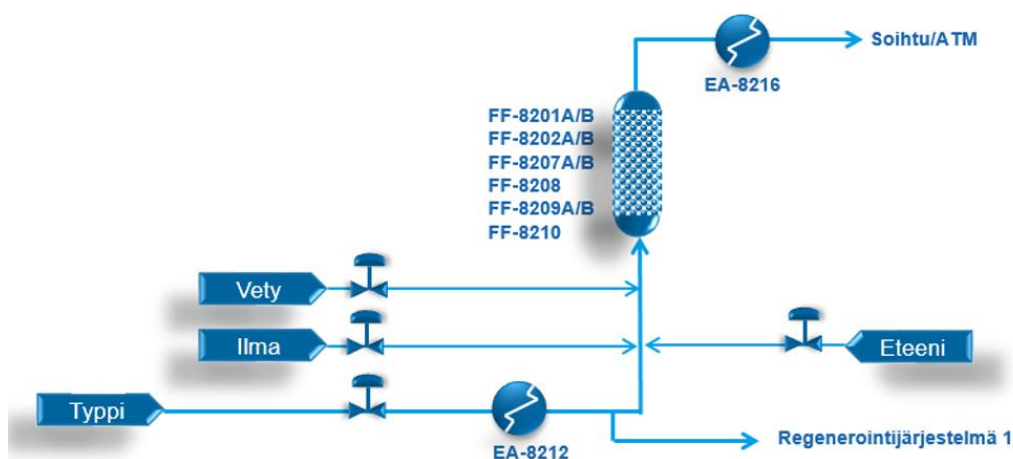 Soihtu/ATM
EA-8216
FF-8201A/B
FF-8202A/B
FF-8207A/B
FF-8208
FF-8209A/B
FF-8210
Vety
Ilma
Eteeni
Typpi
EA-8212
Regenerointijärjestelmä 1